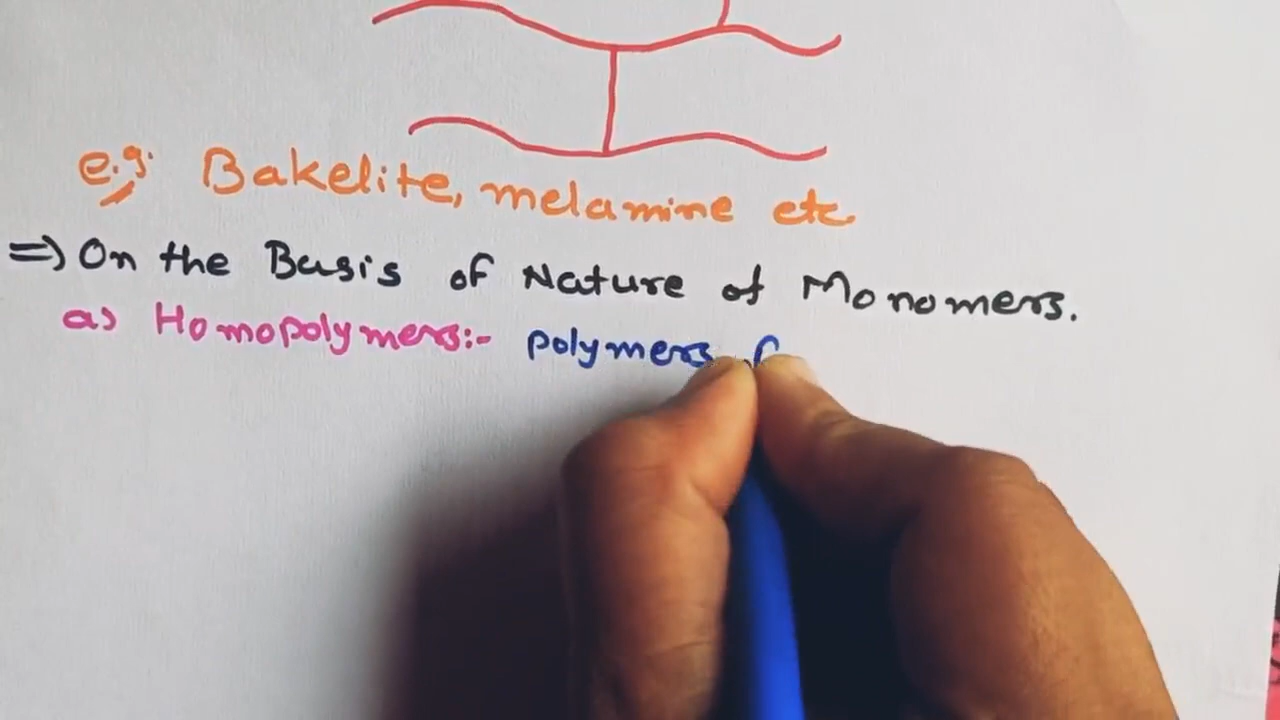 e.g. Bakelite, melamine etc.
=) On the Basis of Nature of Monomers.
a) Homopolymers:- polymers